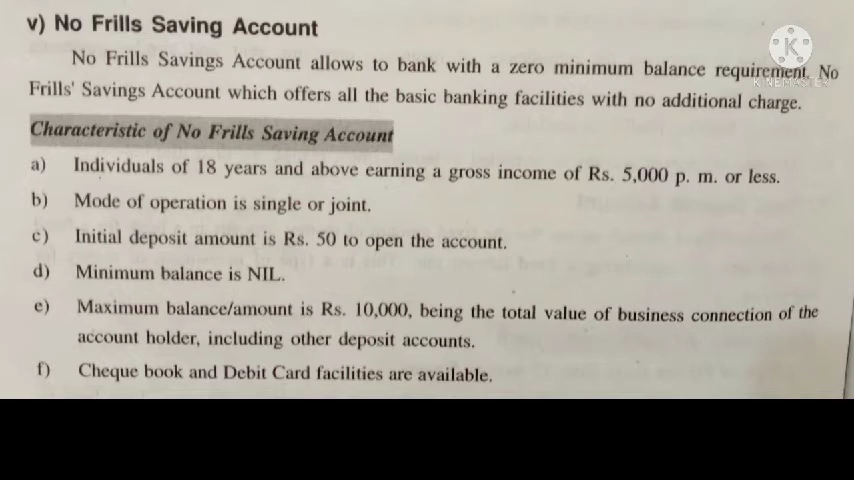 v) No Frills Saving Account
No Frills Savings Account allows to bank with a zero minimum balance requirement. No
Frills' Savings Account which offers all the basic banking facilities with no additional charge.
Characteristic of No Frills Saving Account
a) Individuals of 18 years and above earning a gross income of Rs. 5,000 p. m. or less.
b) Mode of operation is single or joint.
c) Initial deposit amount is Rs. 50 to open the account.
d) Minimum balance is NIL.
e) Maximum balance/amount is Rs. 10,000, being the total value of business connection of the
account holder, including other deposit accounts.
f) Cheque book and Debit Card facilities are available.
K
KINEMASTER